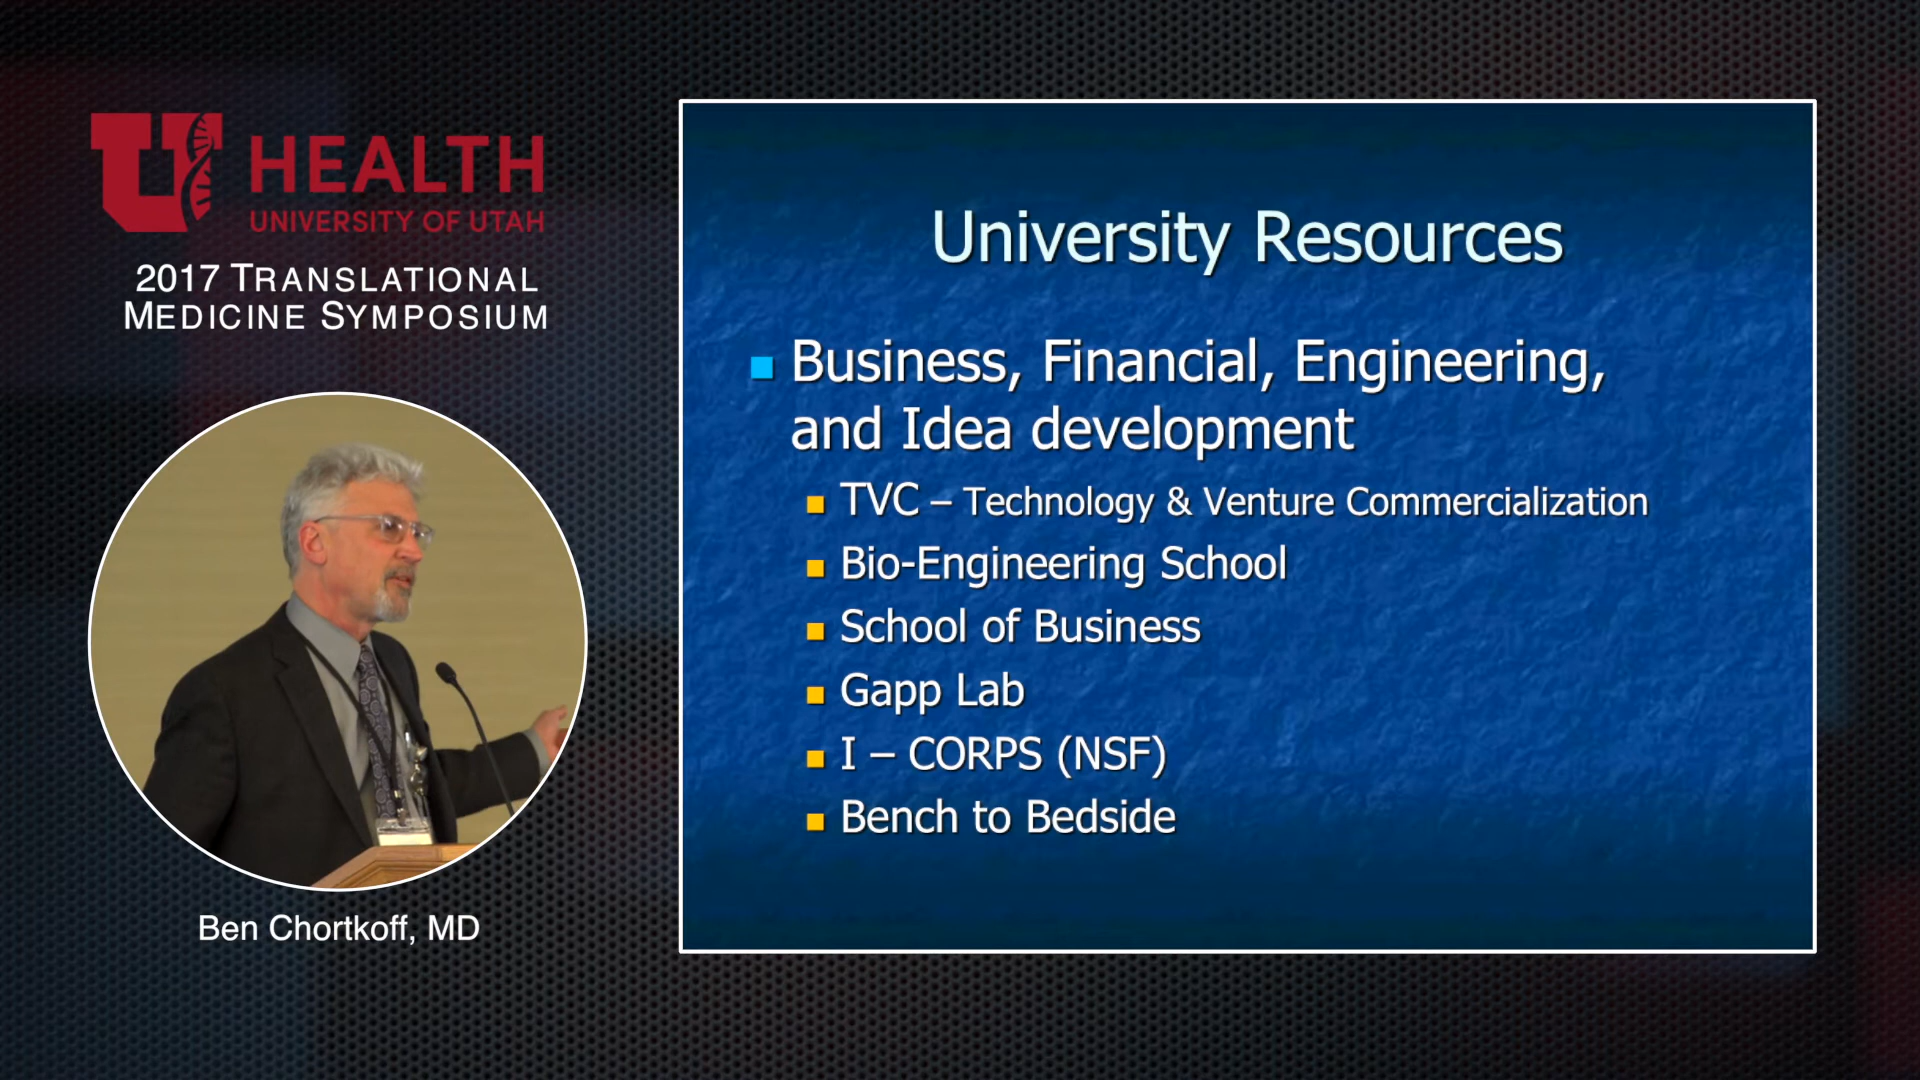 HEALTH
UNIVERSITY OF UTAH
2017 TRANSLATIONAL
MEDICINE SYMPOSIUM
Ben Chortkoff, MD
University Resources
Business, Financial, Engineering,
and Idea development
TVC – Technology & Venture Commercialization
Bio-Engineering School
School of Business
Gapp Lab
I – CORPS (NSF)
Bench to Bedside